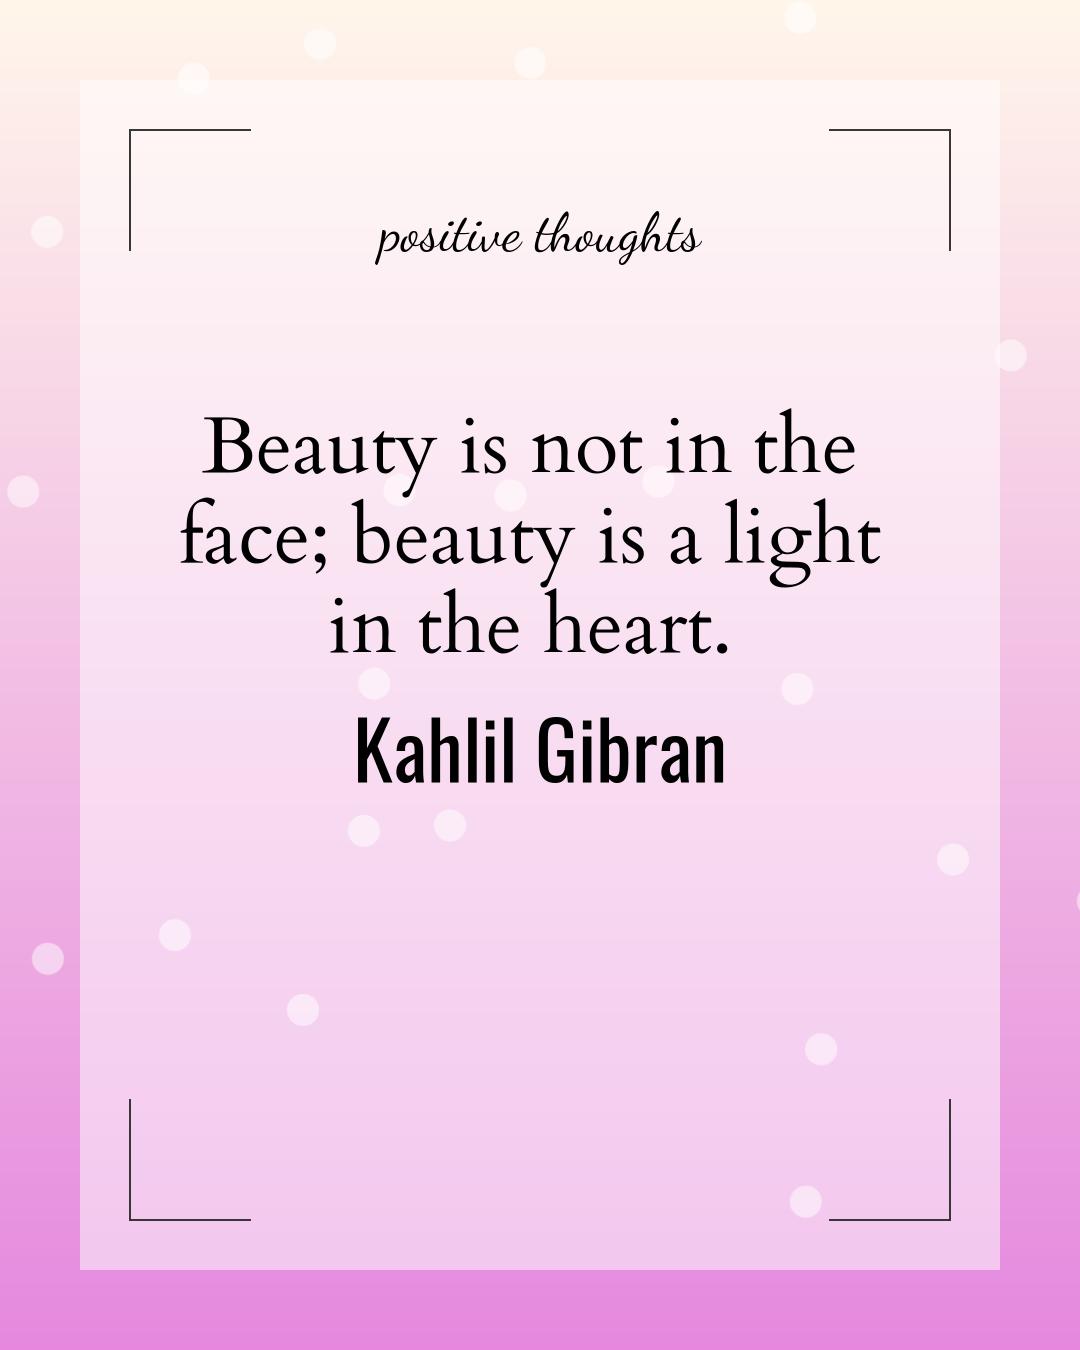 positive thoughts
Beauty is not in the
face; beauty is a light
in the heart.
Kahlil Gibran